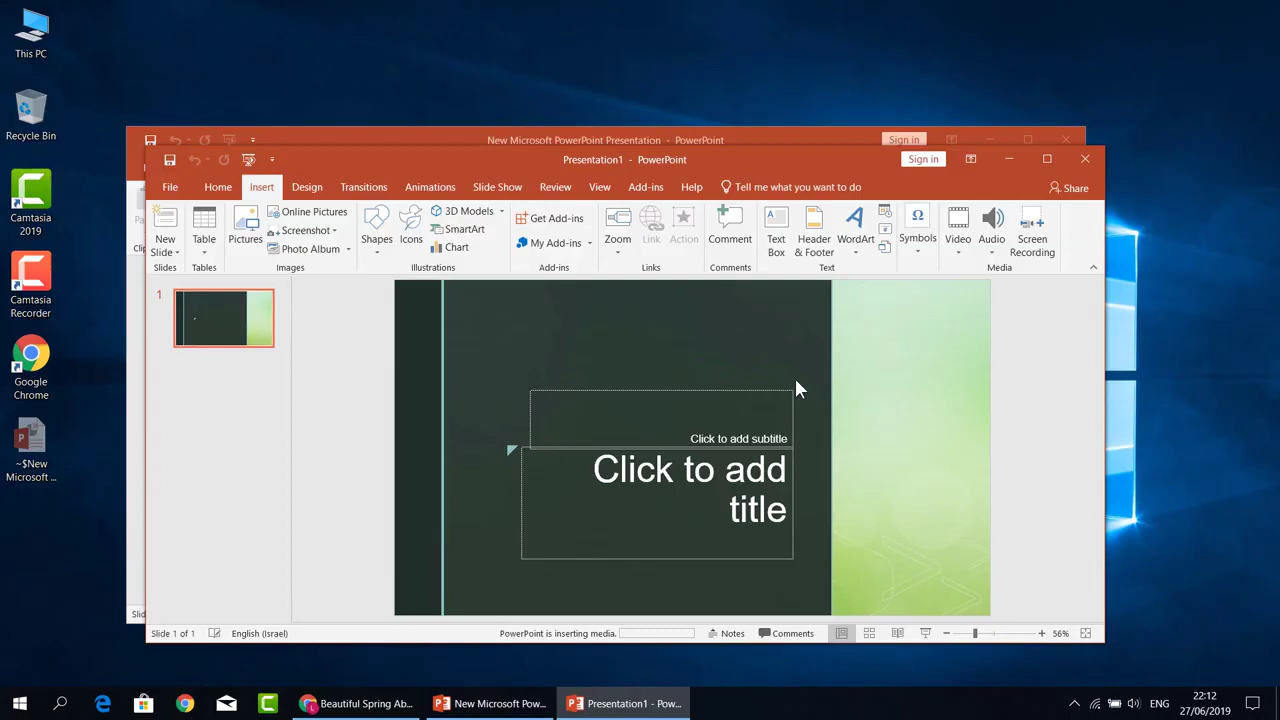 This PC
Recycle Bin
Camtasia
2019
Camtasia
Recorder
Google
Chrome
~$New
Microsoft ...
New Microsoft PowerPoint Presentation - PowerPoint
Sign in
Presentation1 - PowerPoint
Sign in
File Home Insert Design Transitions Animations Slide Show Review View Add-ins Help Tell me what you want to do Share
New
Slide
Slides
Table
Tables
Pictures
Online Pictures
Screenshot
Photo Album
Images
Shapes
Icons
3D Models
SmartArt
Chart
Illustrations
Get Add-ins
My Add-ins
Add-ins
Zoom
Link
Action
Links
Comment
Comments
Text
Box
Header
& Footer
WordArt
Text
Symbols
Video
Audio
Screen
Recording
Media
1
Click to add subtitle
Click to add
title
Slide 1 of 1 English (Israel) PowerPoint is inserting media. Notes Comments 56%
Beautiful Spring Ab...
New Microsoft Pow...
Presentation1 - Pow...
ENG
22:12
27/06/2019